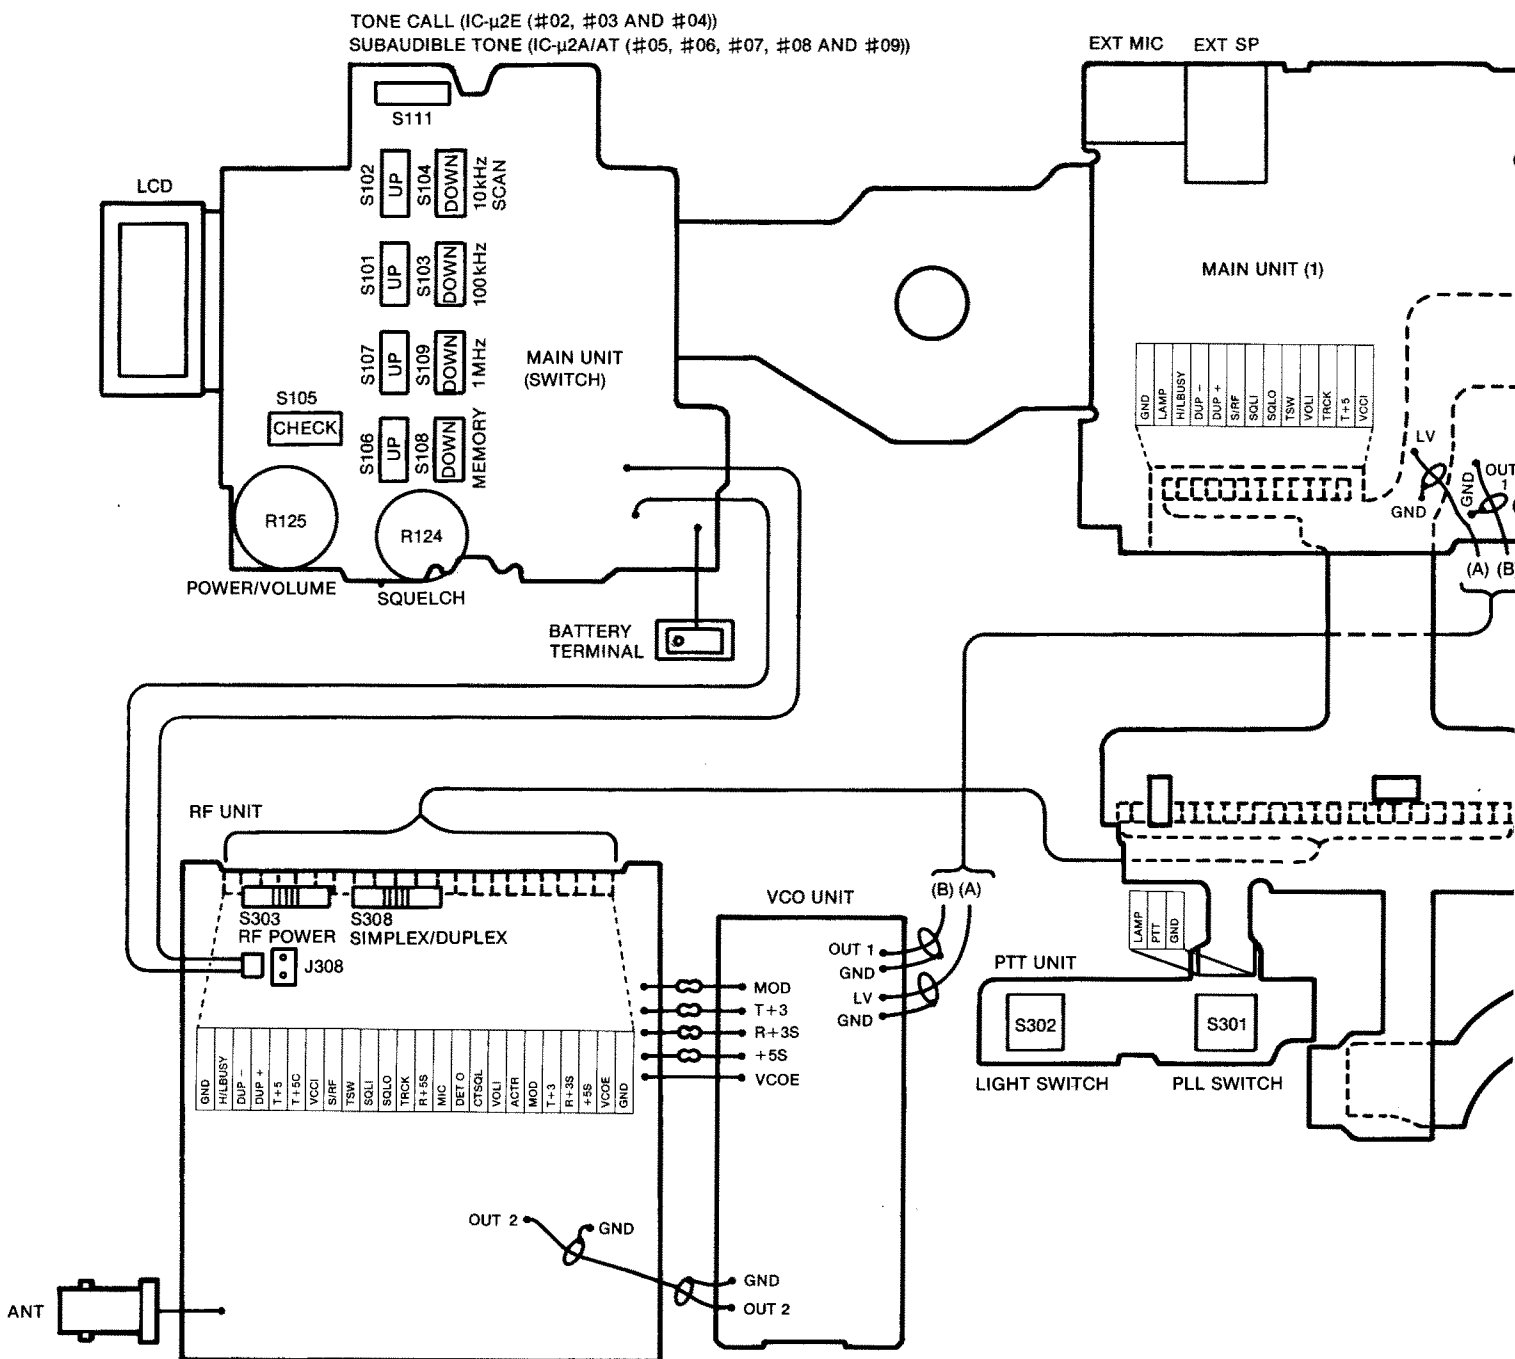 TONE CALL (IC-µ2E (#02, #03 AND #04))
SUBAUDIBLE TONE (IC-µ2A/AT (#05, #06, #07, #08 AND #09))
S111
LCD
S102
UP
S104
DOWN
10kHz
SCAN
S101
UP
S103
DOWN
100kHz
S107
UP
S109
DOWN
1MHz
S105
CHECK
S106
UP
S108
DOWN
MEMORY
MAIN UNIT
(SWITCH)
R125
R124
POWER/VOLUME
SQUELCH
BATTERY
TERMINAL
EXT MIC
EXT SP
MAIN UNIT (1)
GND
LAMP
H/LBUSY
DUP -
DUP +
S/RF
SQLI
SQLO
TSW
VOLI
TRCK
T+5
VCCI
LV
GND
GND
OUT
1
(A) (B
RF UNIT
S303
RF POWER
S308
SIMPLEX/DUPLEX
J308
GND
H/LBUSY
DUP -
DUP +
T+5
T+5C
VCCI
S/RF
TSW
SQLI
SQLO
TRCK
R+5S
MIC
DET O
CTSQL
VOLI
ACTR
MOD
T+3
R+3S
+5S
VCOE
GND
VCO UNIT
(B) (A)
OUT 1
GND
LV
GND
MOD
T+3
R+3S
+5S
VCOE
OUT 2
GND
GND
OUT 2
ANT
LAMP
PTT
GND
PTT UNIT
S302
S301
LIGHT SWITCH
PLL SWITCH